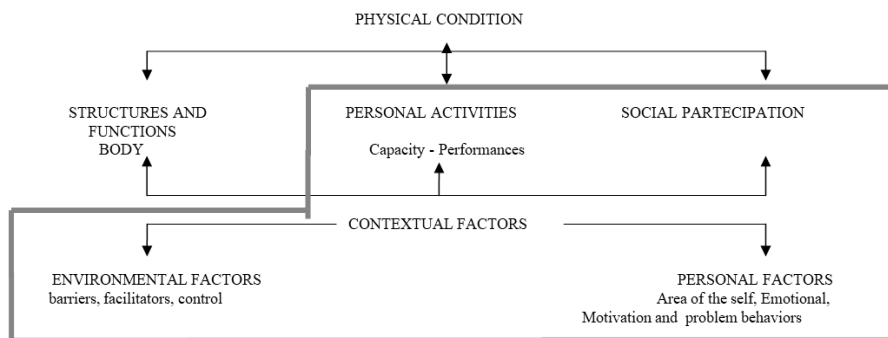 PHYSICAL CONDITION
STRUCTURES AND
FUNCTIONS
BODY
PERSONAL ACTIVITIES
Capacity - Performances
SOCIAL PARTECIPATION
CONTEXTUAL FACTORS
ENVIRONMENTAL FACTORS
barriers, facilitators, control
PERSONAL FACTORS
Area of the self, Emotional,
Motivation and problem behaviors